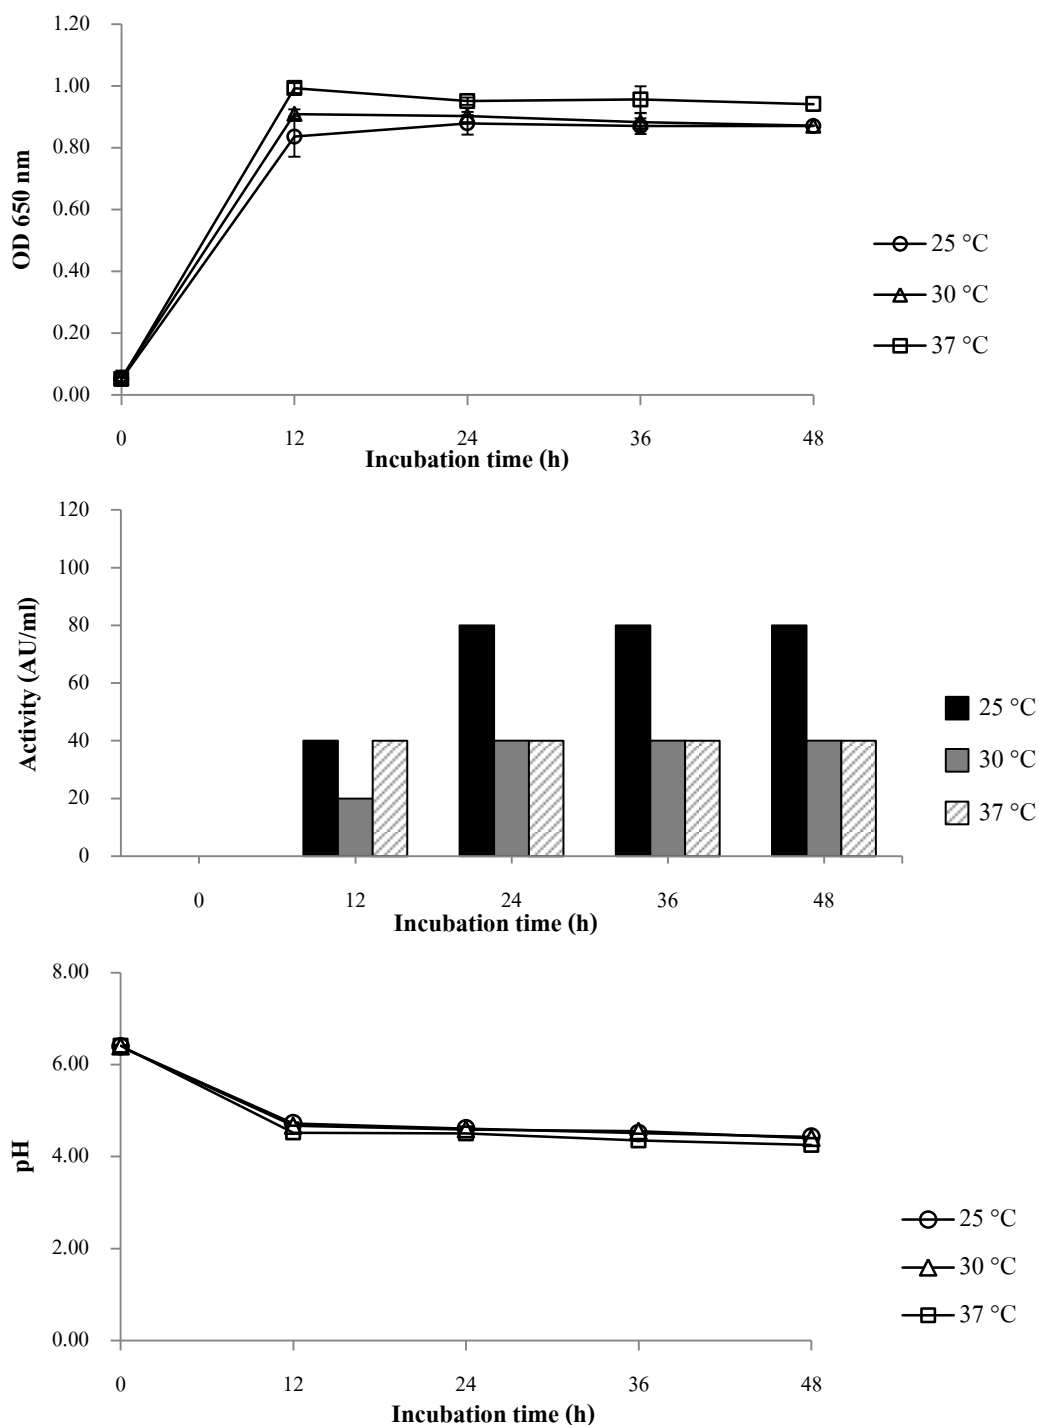 1.20
1.00
0.80
0.60
0.40
0.20
0.00
OD 650 nm
0 12 24 36 48
Incubation time (h)
25 °C
30 °C
37 °C
120
100
80
60
40
20
0
Activity (AU/ml)
0 12 24 36 48
Incubation time (h)
25 °C
30 °C
37 °C
8.00
6.00
4.00
2.00
0.00
pH
0 12 24 36 48
Incubation time (h)
25 °C
30 °C
37 °C